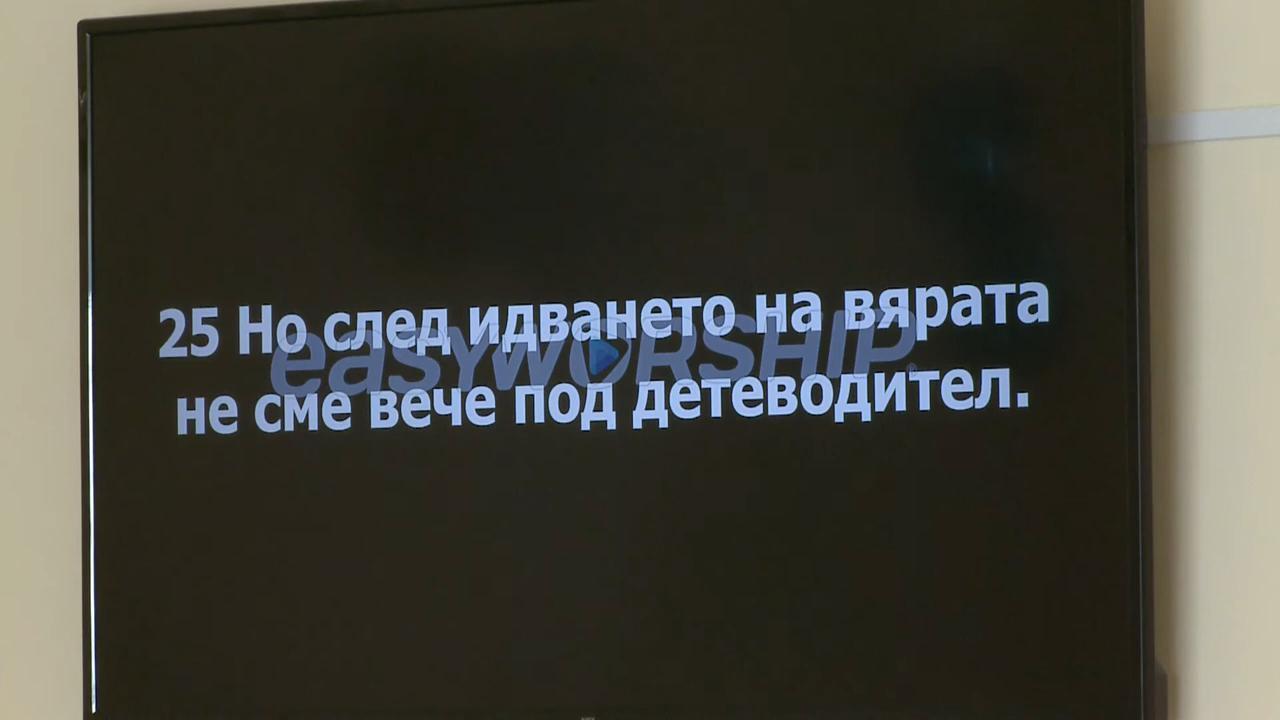 25 Но след идването на вярата
easyWORSHIP®
не сме вече под детеводител.